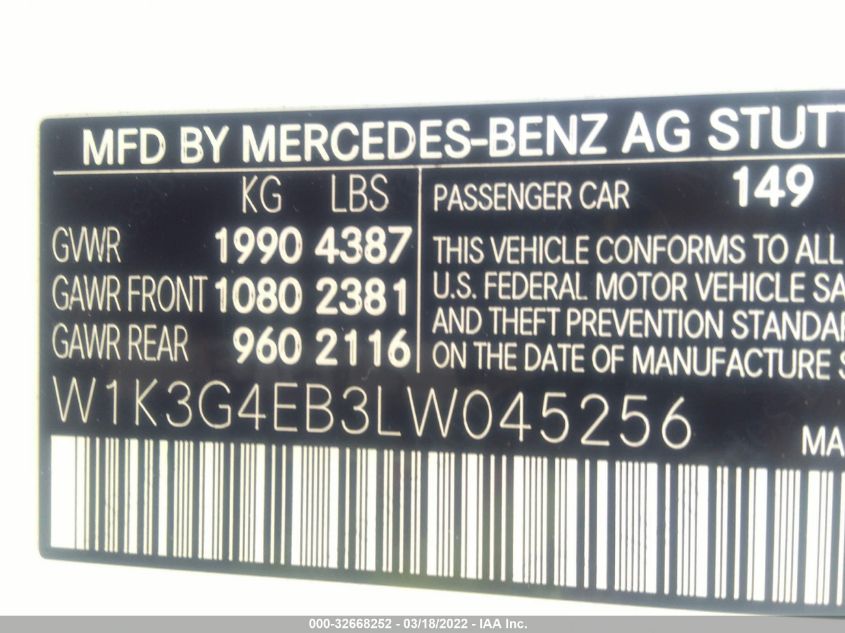 MFD BY MERCEDES-BENZ AG STUTT
KG LBS
GVWR 1990 4387
GAWR FRONT 1080 2381
GAWR REAR 960 2116
PASSENGER CAR 149
THIS VEHICLE CONFORMS TO ALL
U.S. FEDERAL MOTOR VEHICLE SA
AND THEFT PREVENTION STANDAR
ON THE DATE OF MANUFACTURE S
W1K3G4EB3LW045256
MA
000-32668252 - 03/18/2022 - IAA Inc.